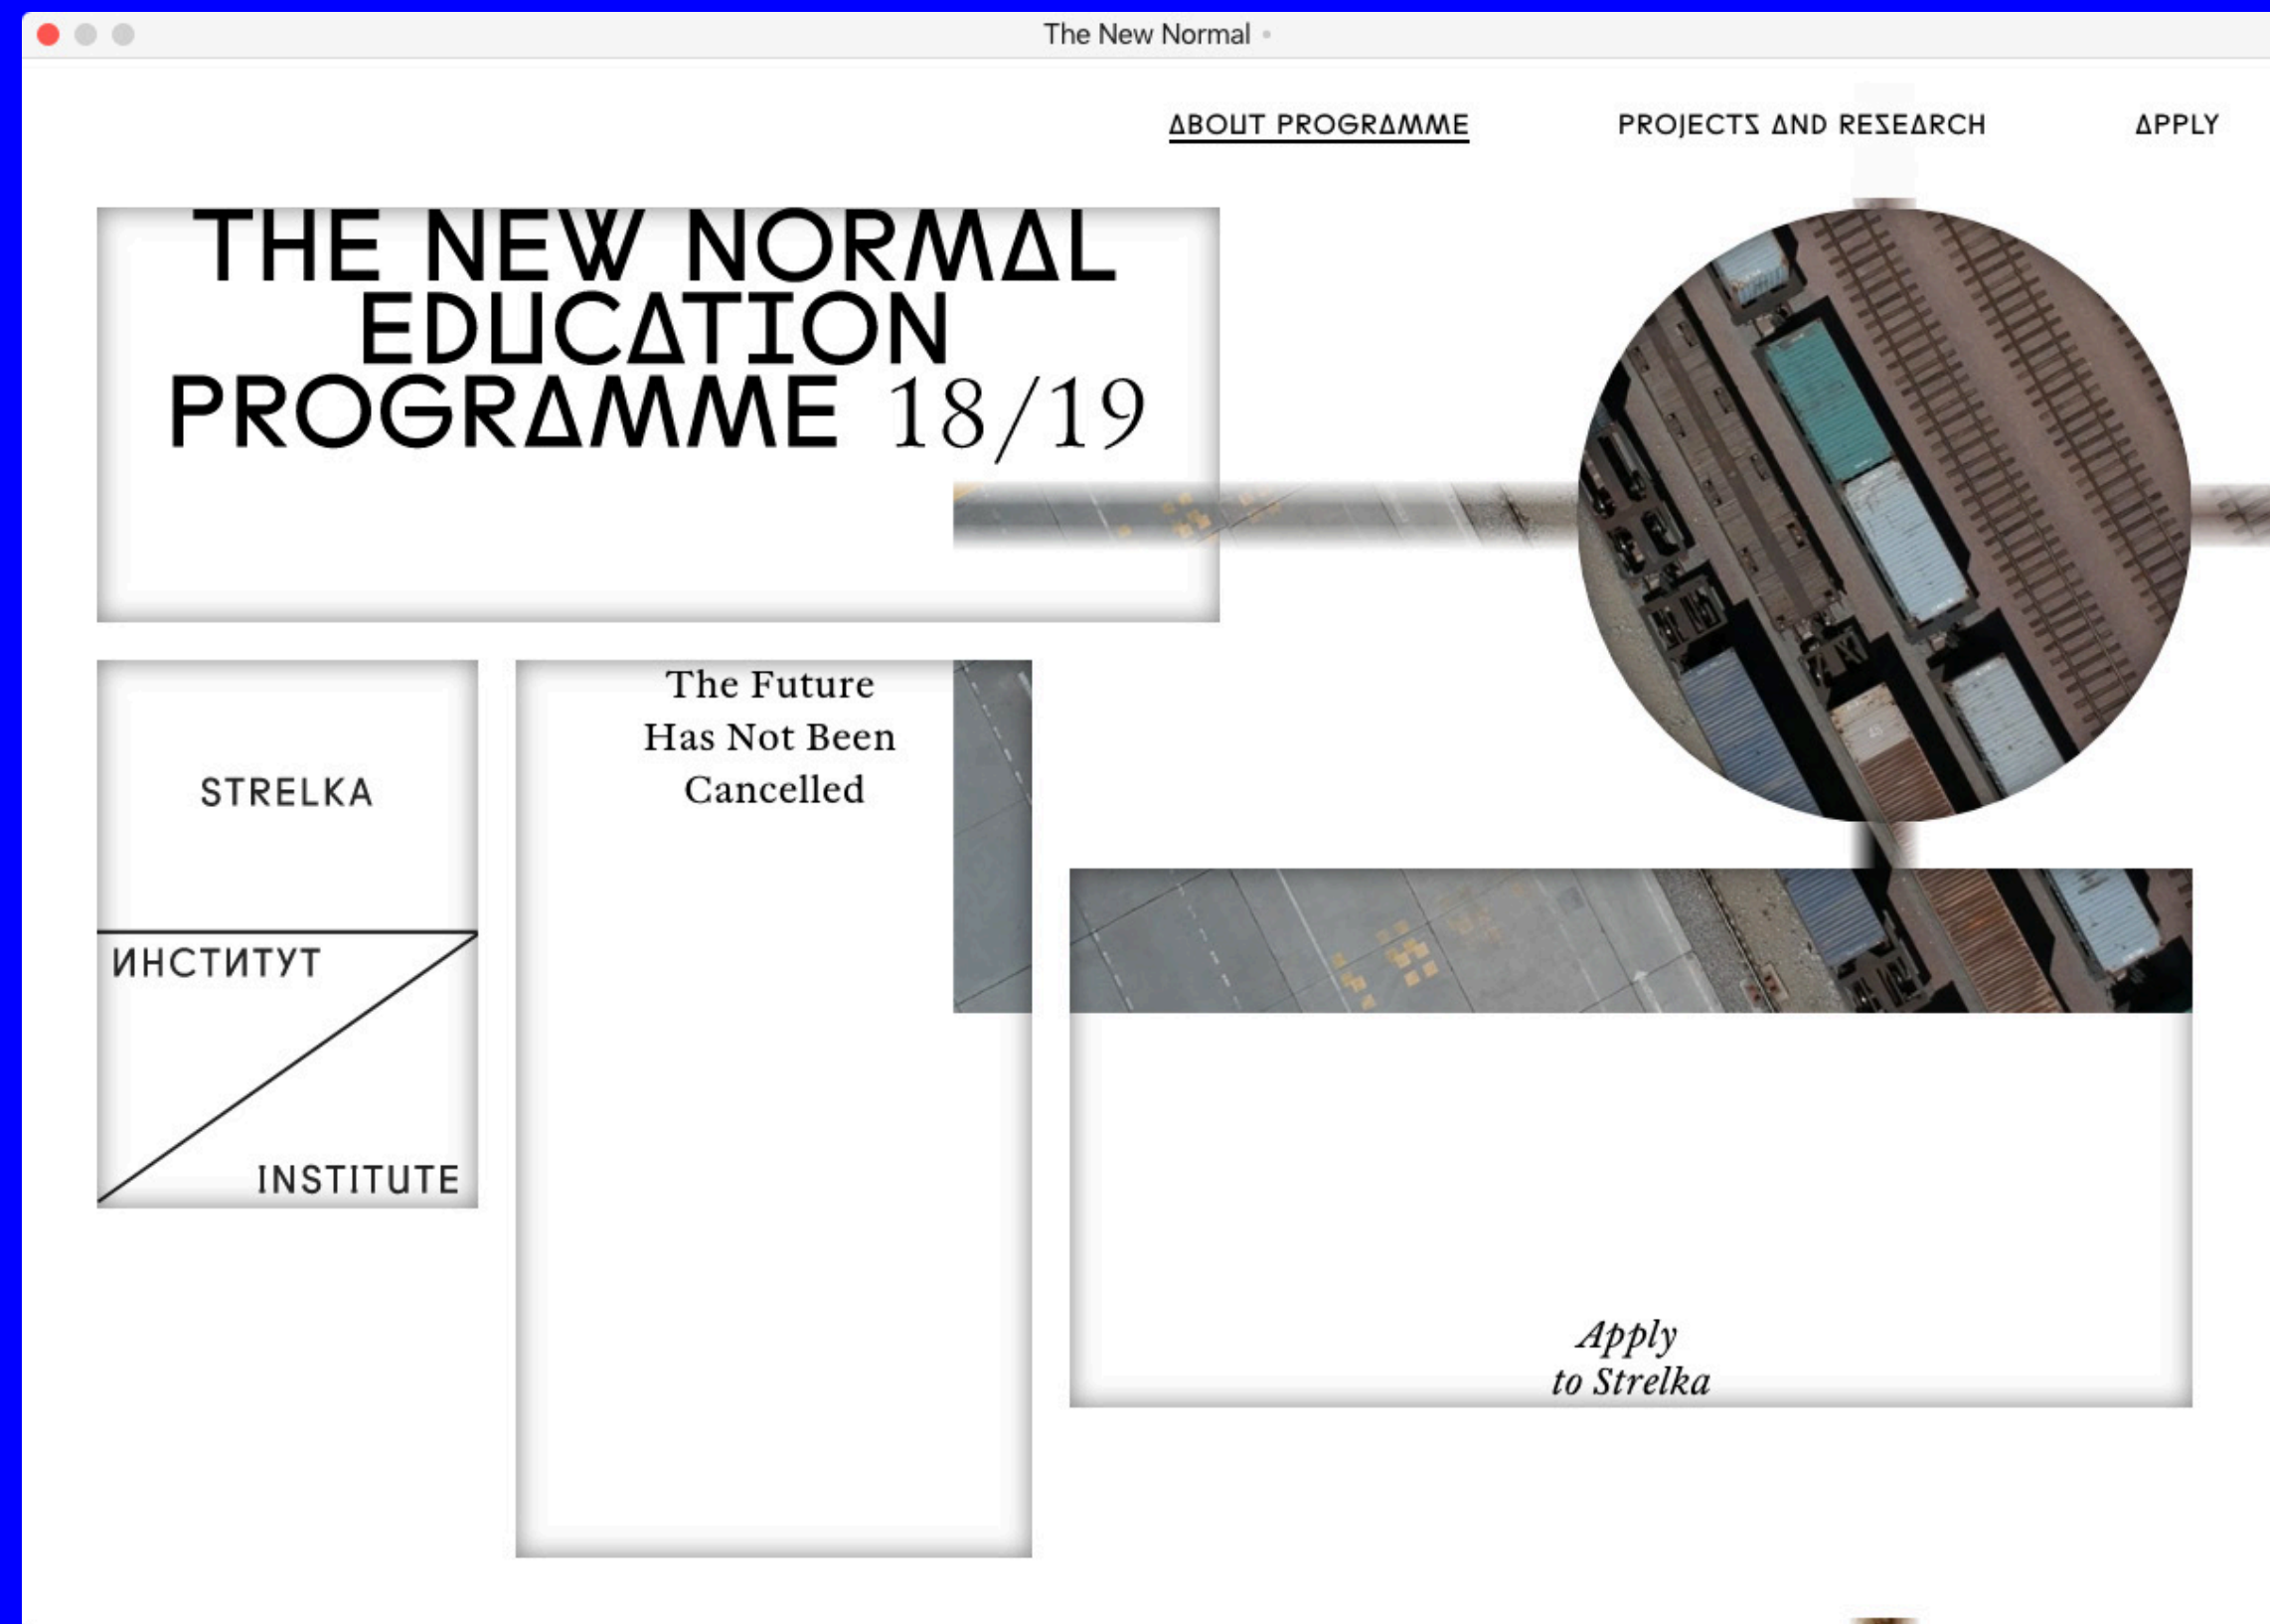 The New Normal
ABOUT PROGRAMME
PROJECTS AND RESEARCH
APPLY
THE NEW NORMAL
EDUCATION
PROGRAMME 18/19
STRELKA
ИНСТИТУТ
INSTITUTE
The Future
Has Not Been
Cancelled
Apply
to Strelka